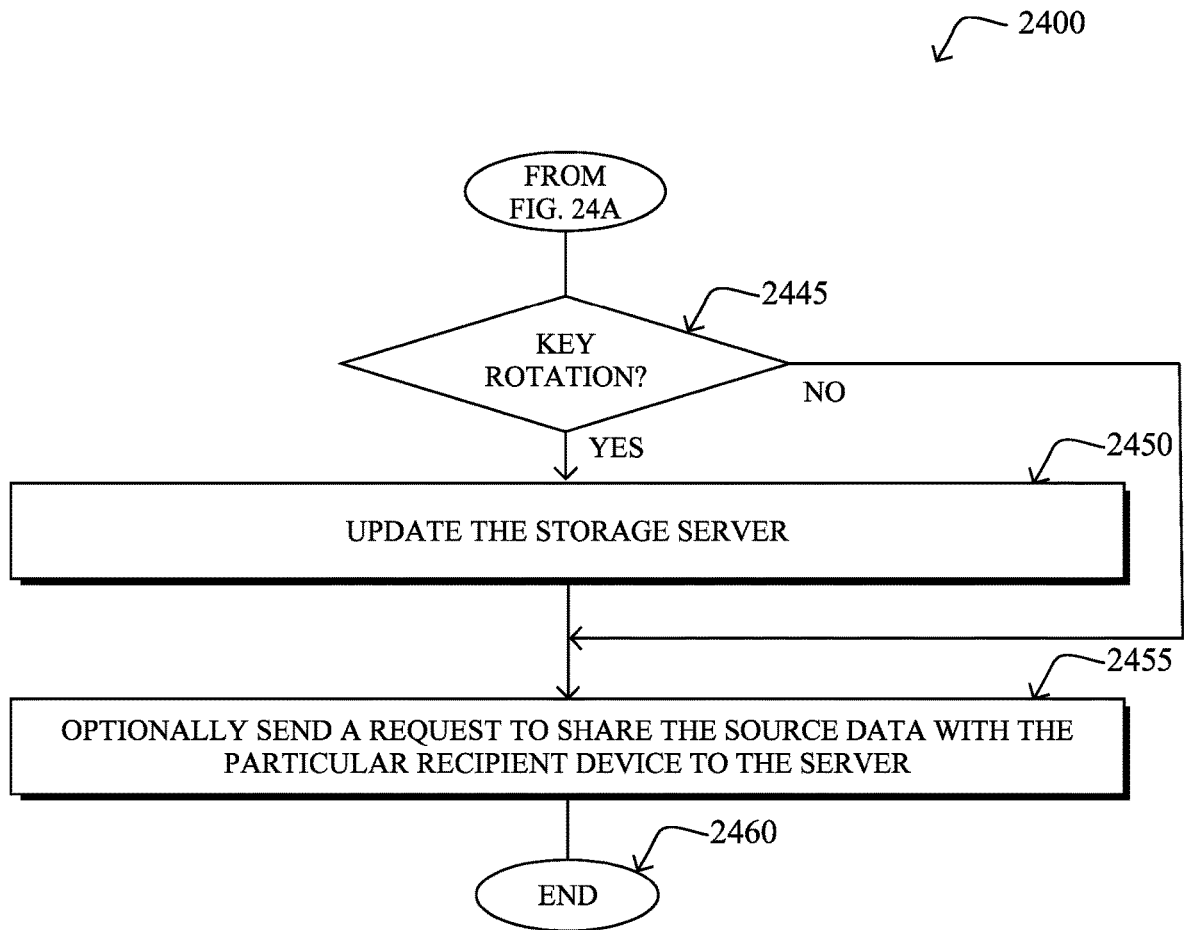 2400
FROM
FIG. 24A
2445
KEY
ROTATION?
NO
YES
2450
UPDATE THE STORAGE SERVER
2455
OPTIONALLY SEND A REQUEST TO SHARE THE SOURCE DATA WITH THE
PARTICULAR RECIPIENT DEVICE TO THE SERVER
2460
END